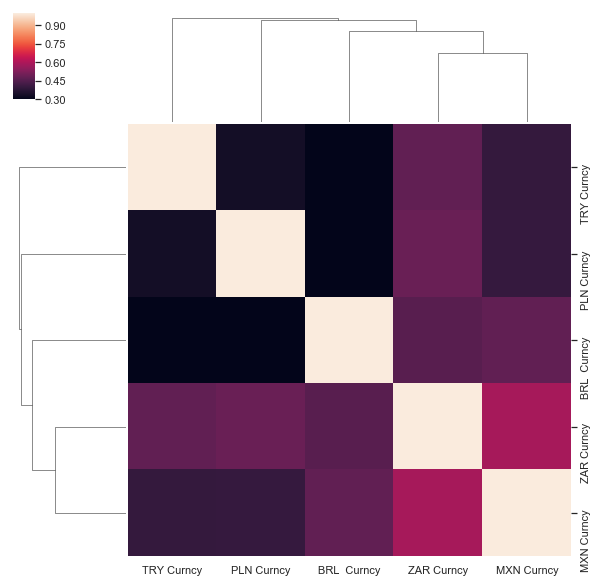 0.90
0.75
0.60
0.45
0.30
TRY Curncy
PLN Curncy
BRL  Curncy
ZAR Curncy
MXN Curncy
TRY Curncy
PLN Curncy
BRL  Curncy
ZAR Curncy
MXN Curncy